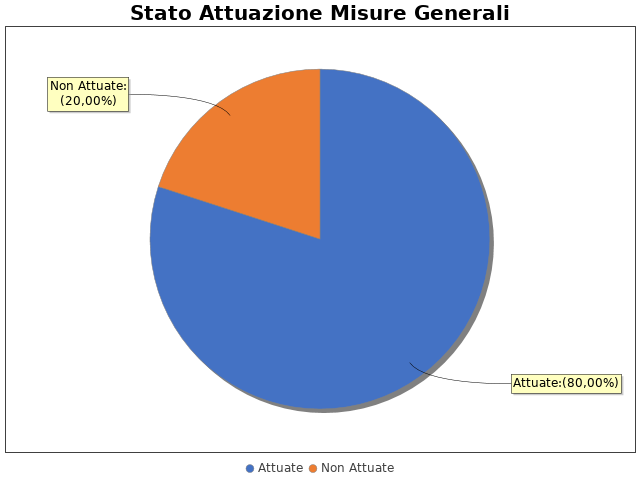 Stato Attuazione Misure Generali
Non Attuate:
(20,00%)
Attuate:(80,00%)
Attuate Non Attuate